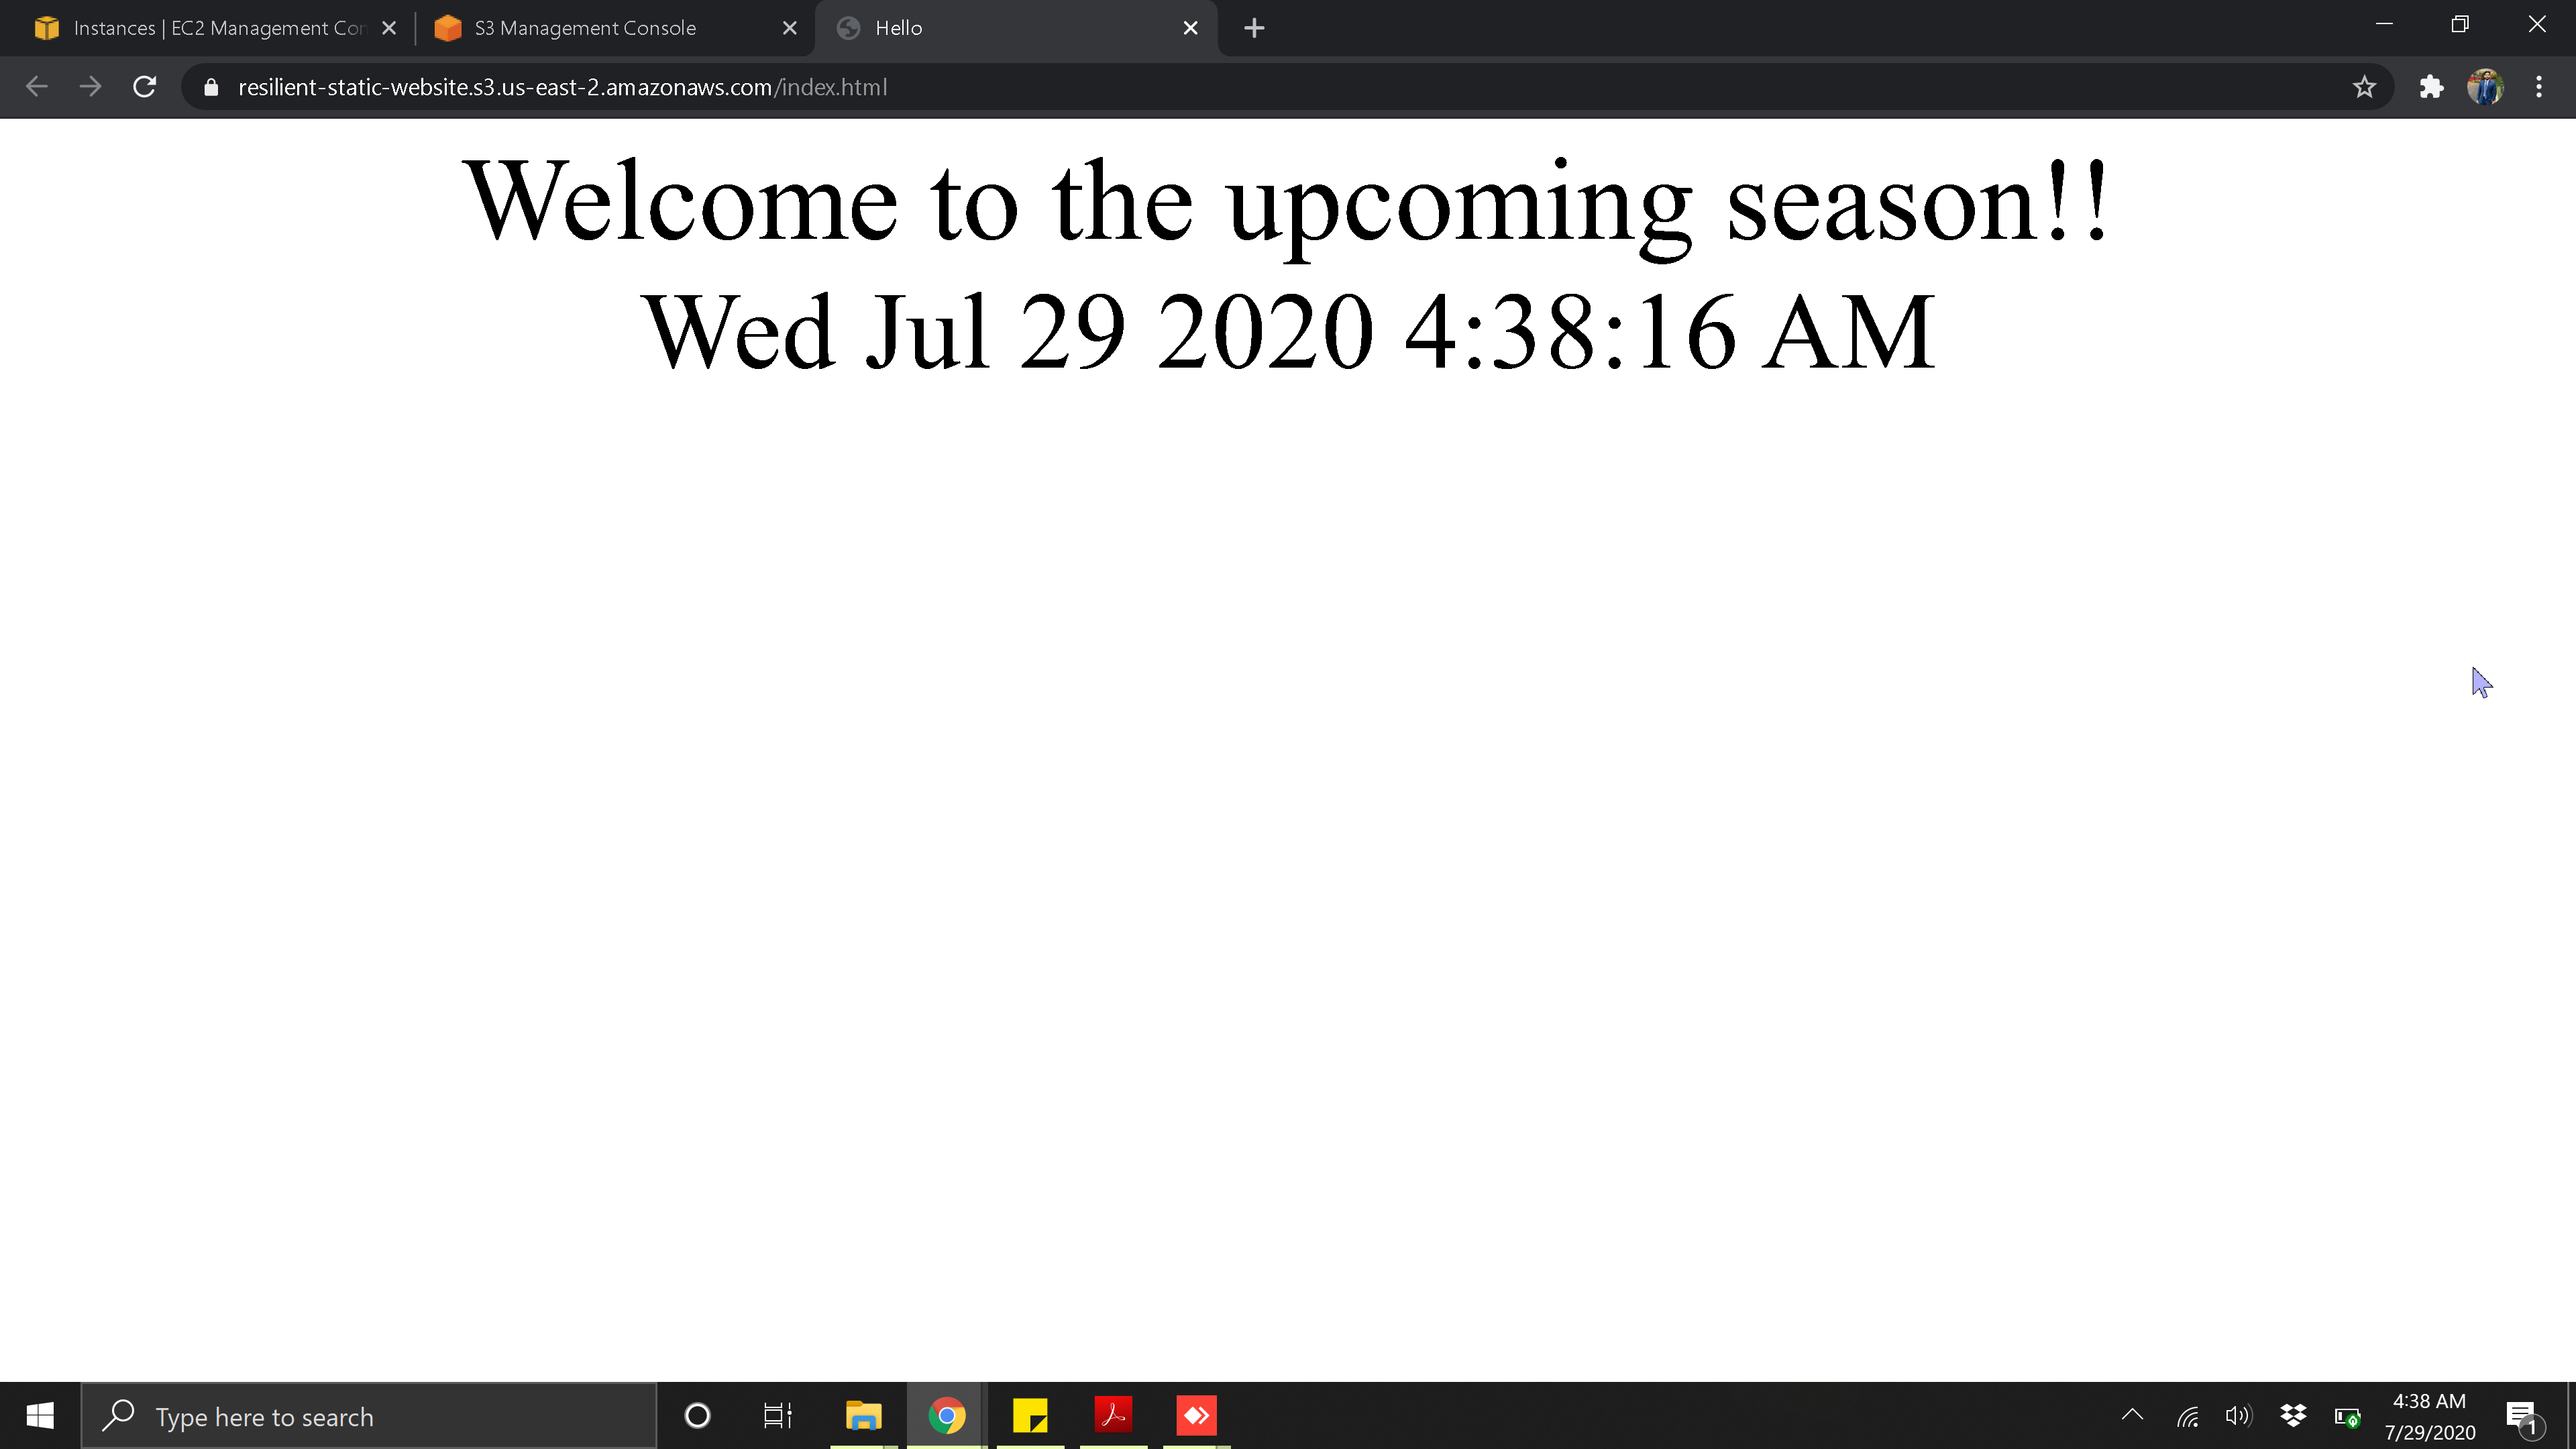 Instances | EC2 Management Con
S3 Management Console
Hello
resilient-static-website.s3.us-east-2.amazonaws.com/index.html
Welcome to the upcoming season!!
Wed Jul 29 2020 4:38:16 AM
Type here to search
4:38 AM
7/29/2020
1